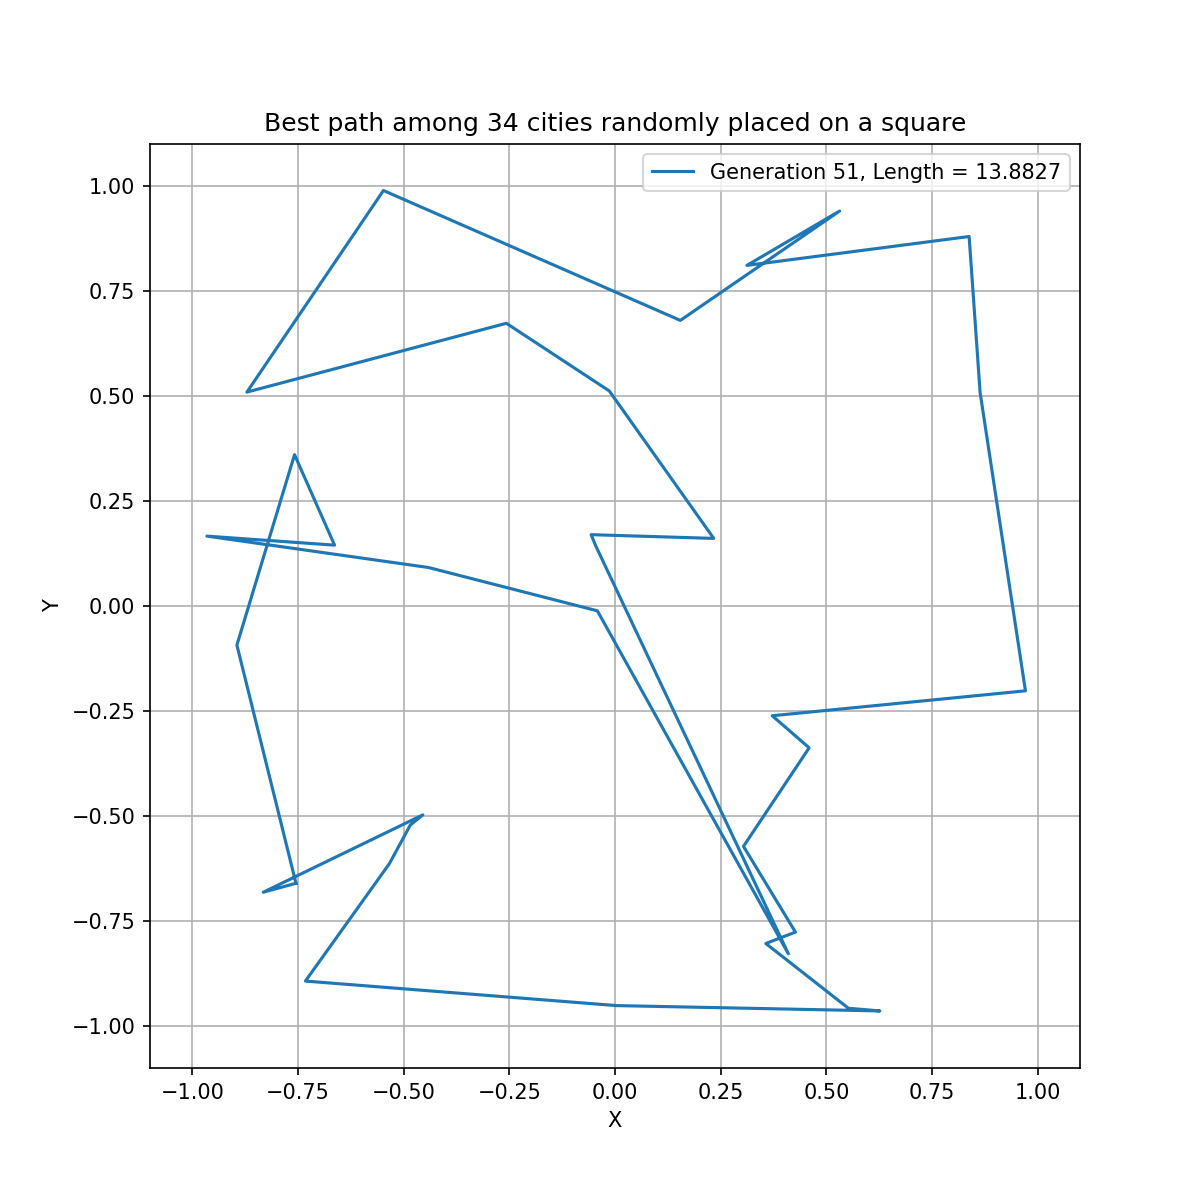 Best path among 34 cities randomly placed on a square
Generation 51, Length = 13.8827
1.00
0.75
0.50
0.25
0.00
−0.25
−0.50
−0.75
−1.00
Y
−1.00 −0.75 −0.50 −0.25 0.00 0.25 0.50 0.75 1.00
X